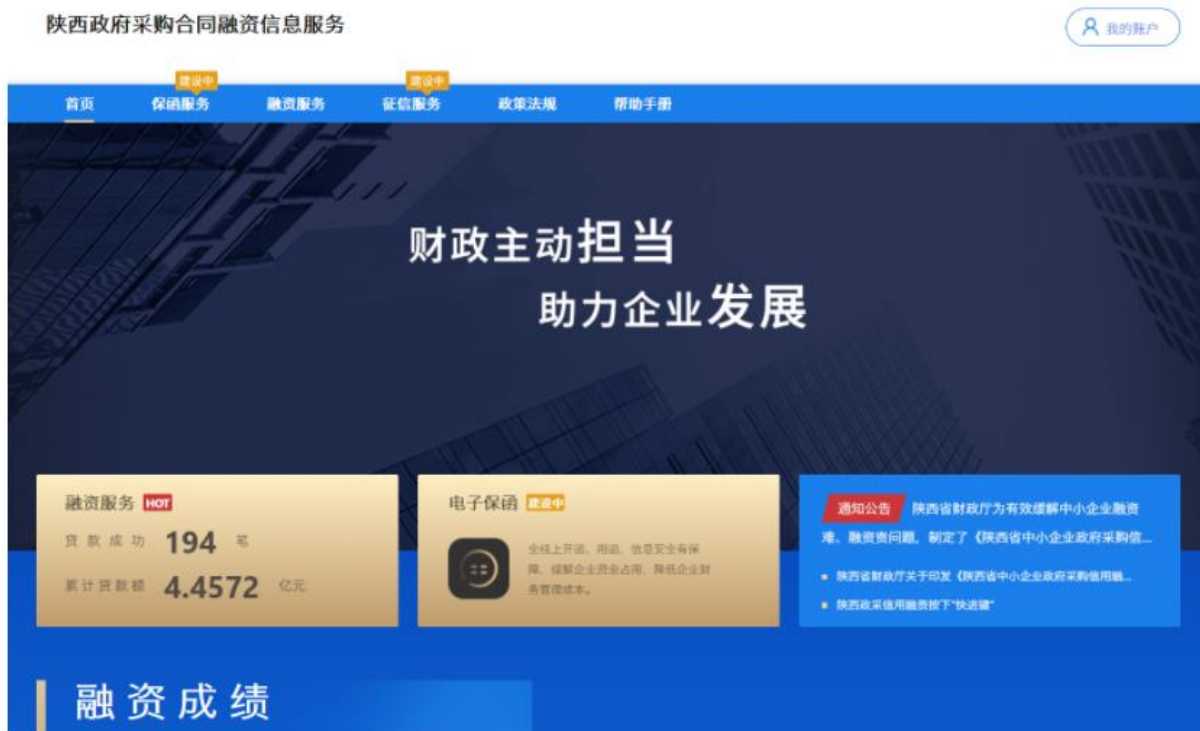 陕西政府采购合同融资信息服务
我的账户
建设中
建设中
首页 保函服务 融资服务 征信服务 政策法规 帮助手册
财政主动担当
助力企业发展
融资服务 HOT
贷款成功 194 笔
累计贷款额 4.4572 亿元
电子保函 建设中
全线上开函、用函、信息安全有保
障、缓解企业资金占用、降低企业财
务管理成本。
通知公告 陕西省财政厅为有效缓解中小企业融资
难、融资贵问题，制定了《陕西省中小企业政府采购信...
陕西省财政厅关于印发《陕西省中小企业政府采购信用融...
陕西政采信用融资按下"快进键"
融资成绩